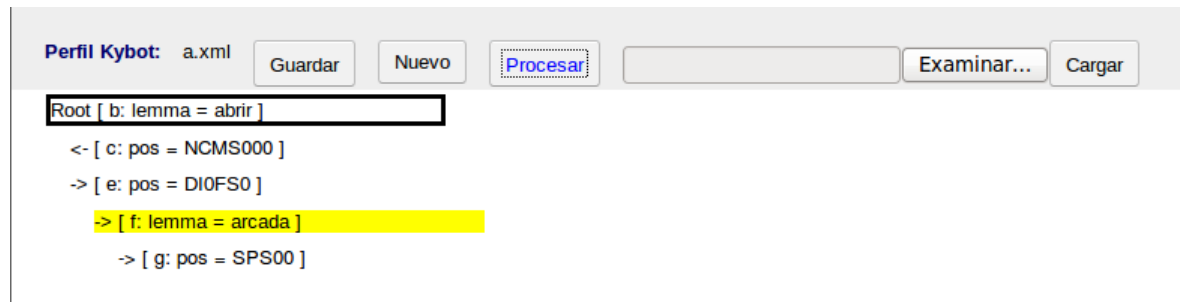 Perfil Kybot: a.xml Guardar Nuevo Procesar Examinar... Cargar
Root [ b: lemma = abrir ]
<- [ c: pos = NCMS000 ]
-> [ e: pos = DI0FS0 ]
-> [ f: lemma = arcada ]
-> [ g: pos = SPS00 ]